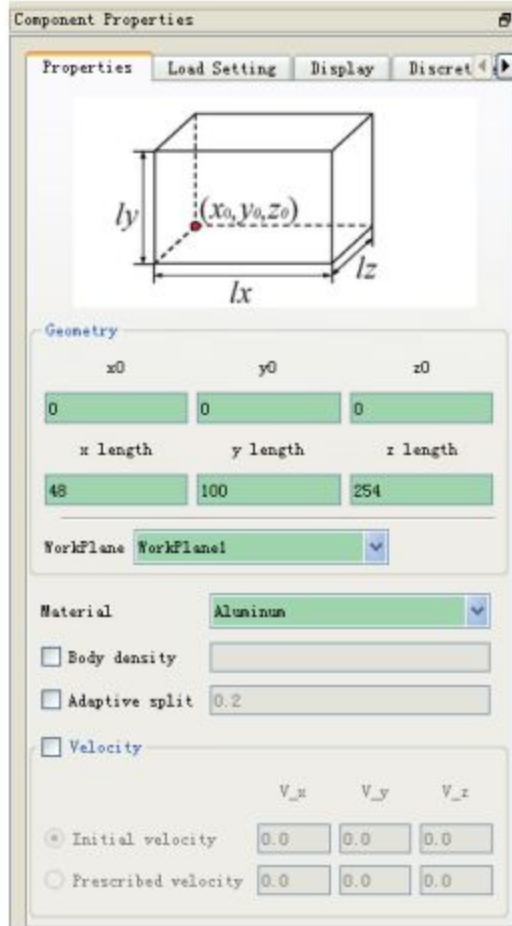 Component Properties
Properties Load Setting Display Discret
ly (x0,y0,z0)
lz
lx
Geometry
x0 y0 z0
0 0 0
x length y length z length
48 100 254
WorkPlane WorkPlane1
Material Aluminum
Body density
Adaptive split 0.2
Velocity
V_x V_y V_z
Initial velocity 0.0 0.0 0.0
Prescribed velocity 0.0 0.0 0.0